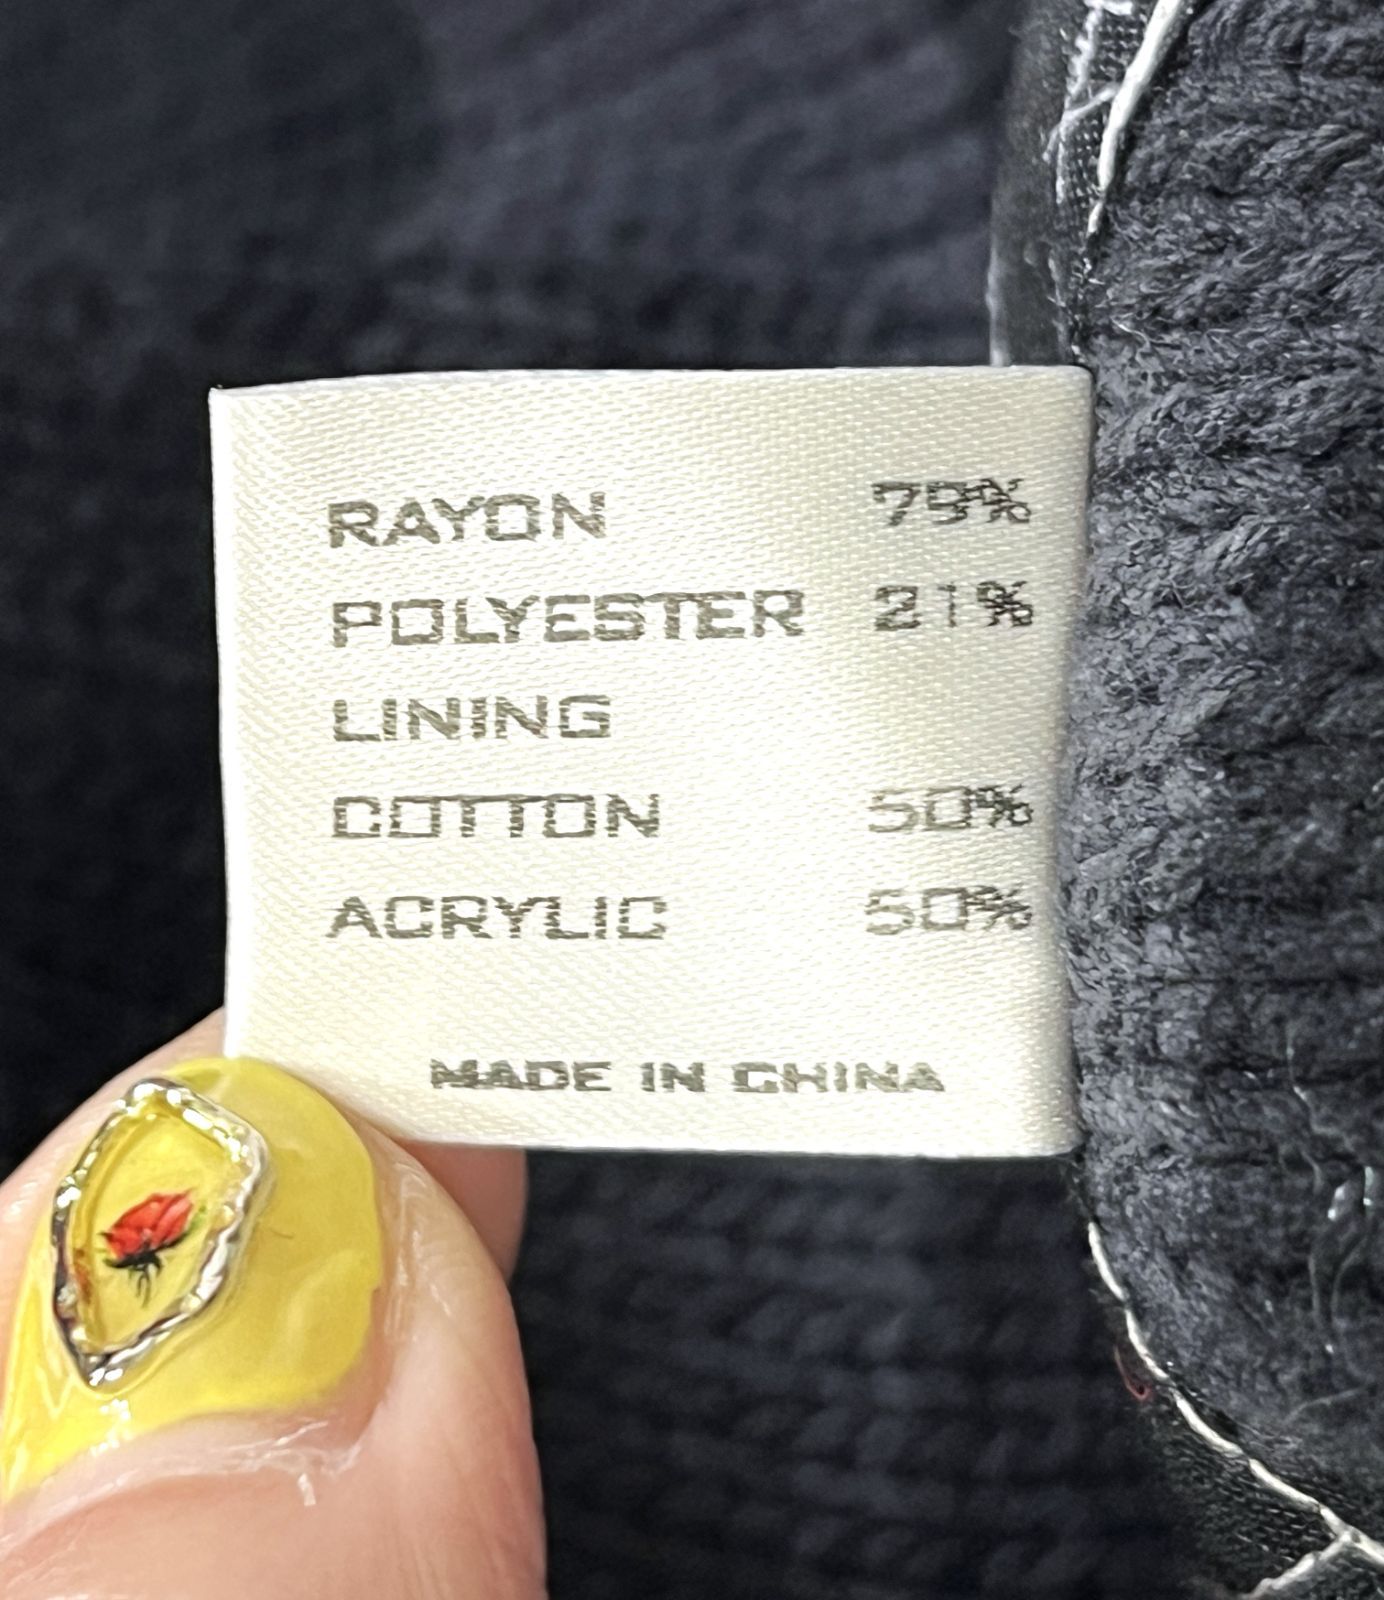 RAYON 79%
POLYESTER 21%
LINING
COTTON 50%
ACRYLIC 50%
MADE IN CHINA